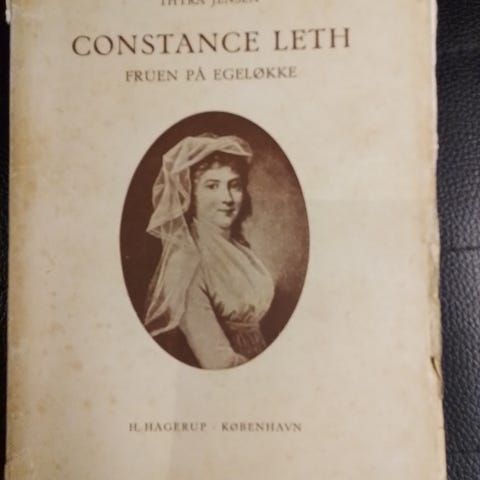 THYRA JENSEN
CONSTANCE LETH
FRUEN PÅ EGELØKKE
H. HAGERUP · KØBENHAVN